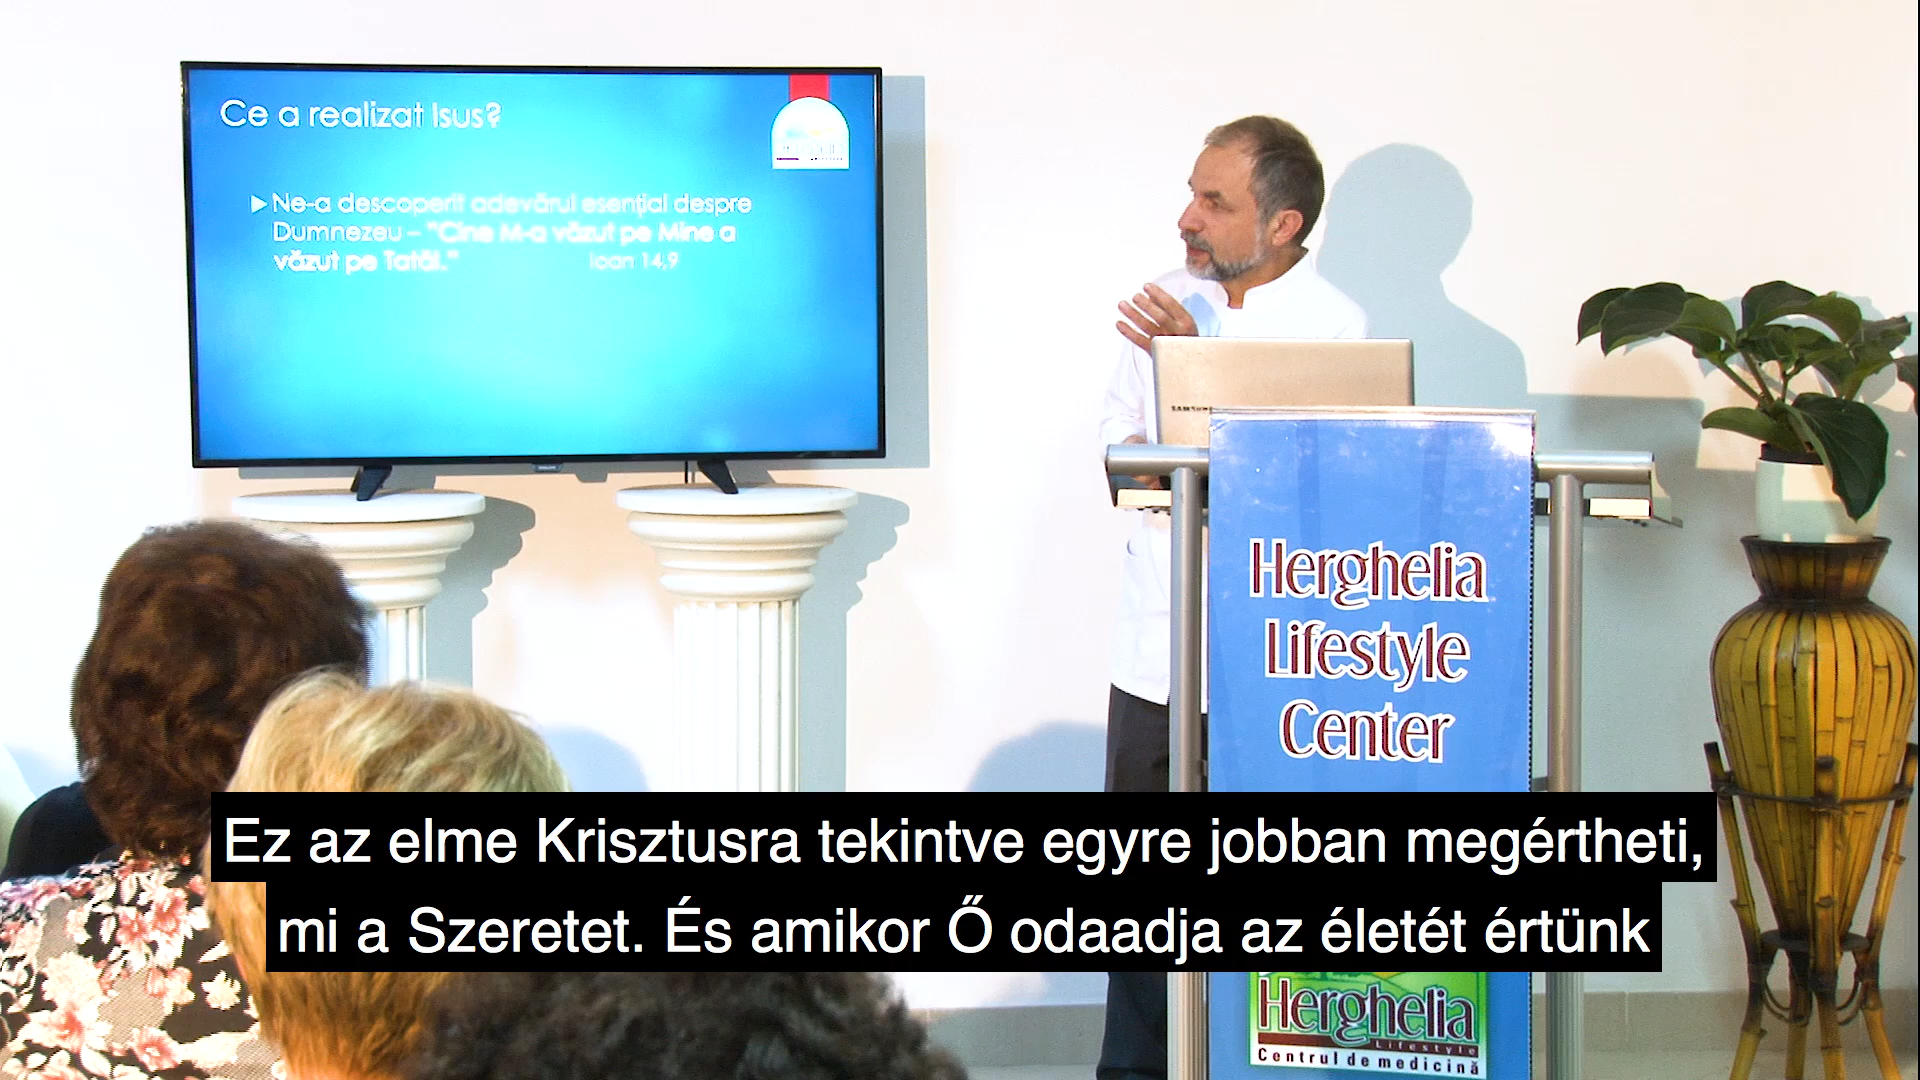 Ce a realizat Isus?
Ne-a descoperit adevărul esențial despre
Dumnezeu – "Cine M-a văzut pe Mine a
văzut pe Tatăl." Ioan 14,9
SAMSUNG
Herghelia
Lifestyle
Center
Ez az elme Krisztusra tekintve egyre jobban megértheti,
mi a Szeretet. És amikor Ő odaadja az életét értünk
Herghelia
Lifestyle
Centrul de medicină